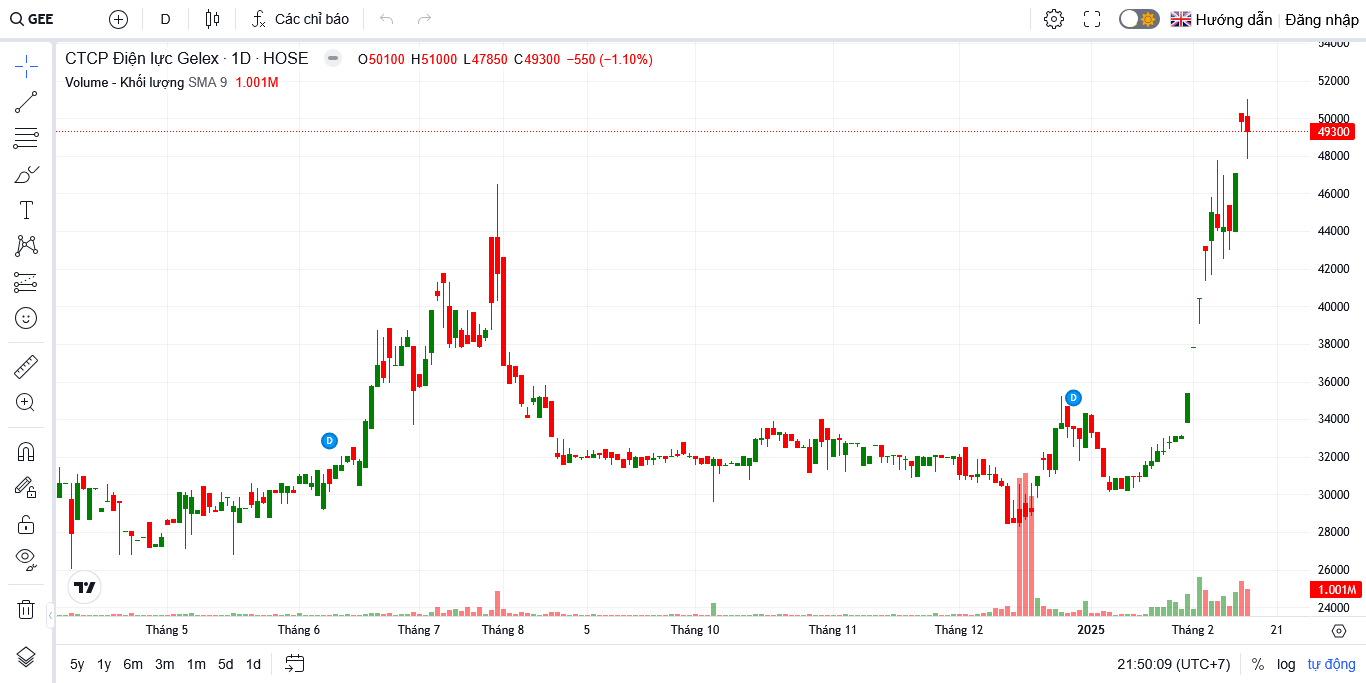 GEE D Các chỉ báo Hướng dẫn Đăng nhập
CTCP Điện lực Gelex · 1D · HOSE O50100 H51000 L47850 C49300 −550 (−1.10%)
Volume - Khối lượng SMA 9 1.001M
54000
52000
50000
49300
48000
46000
44000
42000
40000
38000
36000
34000
32000
30000
28000
26000
1.001M
24000
D
D
Tháng 5 Tháng 6 Tháng 7 Tháng 8 5 Tháng 10 Tháng 11 Tháng 12 2025 Tháng 2 21
5y 1y 6m 3m 1m 5d 1d 21:50:09 (UTC+7) % log tự động